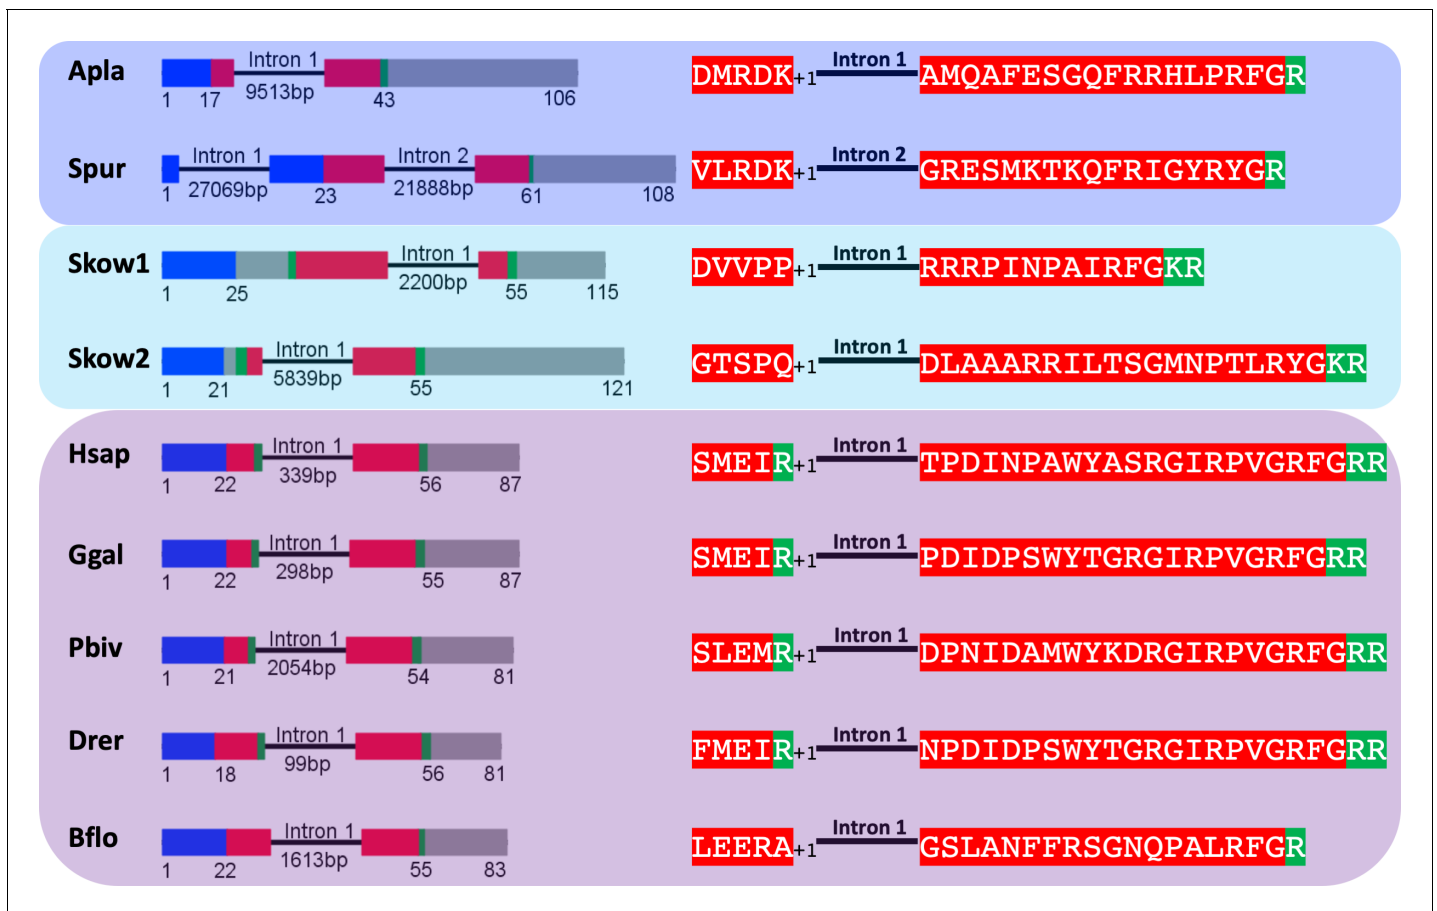 Apla Intron 1 Intron 1
9513bp DMRDK+1 AMQAFESGQFRRHLPRFGR
1 17 43 106
Spur Intron 1 Intron 2 Intron 2
27069bp 21888bp VLRDK+1 GRESMKTKQFRIGYRYGR
1 23 61 108
Skow1 Intron 1 Intron 1
2200bp DVVPP+1 RRRPINPAIRFGKR
1 25 55 115
Skow2 Intron 1 Intron 1
5839bp GTSPQ+1 DLAAARRILTSGMNPTLRYGKR
1 21 55 121
Hsap Intron 1 Intron 1
339bp SMEIR+1 TPDINPAWYASRGIRPVGRFGRR
1 22 56 87
Ggal Intron 1 Intron 1
298bp SMEIR+1 PDIDPSWYTGRGIRPVGRFGRR
1 22 55 87
Pbiv Intron 1 Intron 1
2054bp SLEMR+1 DPNIDAMWYKDRGIRPVGRFGRR
1 21 54 81
Drer Intron 1 Intron 1
99bp FMEIR+1 NPDIDPSWYTGRGIRPVGRFGRR
1 18 56 81
Bflo Intron 1 Intron 1
1613bp LEERA+1 GSLANFFRSGNQPALRFGR
1 22 55 83